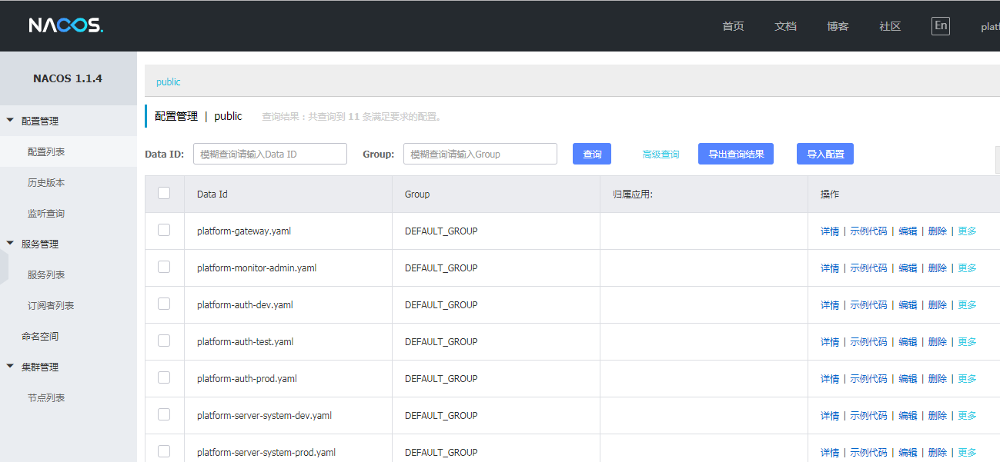 NACOS.
首页 文档 博客 社区 En platf
NACOS 1.1.4
配置管理
配置列表
历史版本
监听查询
服务管理
服务列表
订阅者列表
命名空间
集群管理
节点列表
public
配置管理 | public 查询结果：共查询到 11 条满足要求的配置。
Data ID: 模糊查询请输入Data ID Group: 模糊查询请输入Group 查询 高级查询 导出查询结果 导入配置
Data Id Group 归属应用: 操作
platform-gateway.yaml DEFAULT_GROUP 详情 | 示例代码 | 编辑 | 删除 | 更多
platform-monitor-admin.yaml DEFAULT_GROUP 详情 | 示例代码 | 编辑 | 删除 | 更多
platform-auth-dev.yaml DEFAULT_GROUP 详情 | 示例代码 | 编辑 | 删除 | 更多
platform-auth-test.yaml DEFAULT_GROUP 详情 | 示例代码 | 编辑 | 删除 | 更多
platform-auth-prod.yaml DEFAULT_GROUP 详情 | 示例代码 | 编辑 | 删除 | 更多
platform-server-system-dev.yaml DEFAULT_GROUP 详情 | 示例代码 | 编辑 | 删除 | 更多
platform-server-system-prod.yaml DEFAULT_GROUP 详情 | 示例代码 | 编辑 | 删除 | 更多